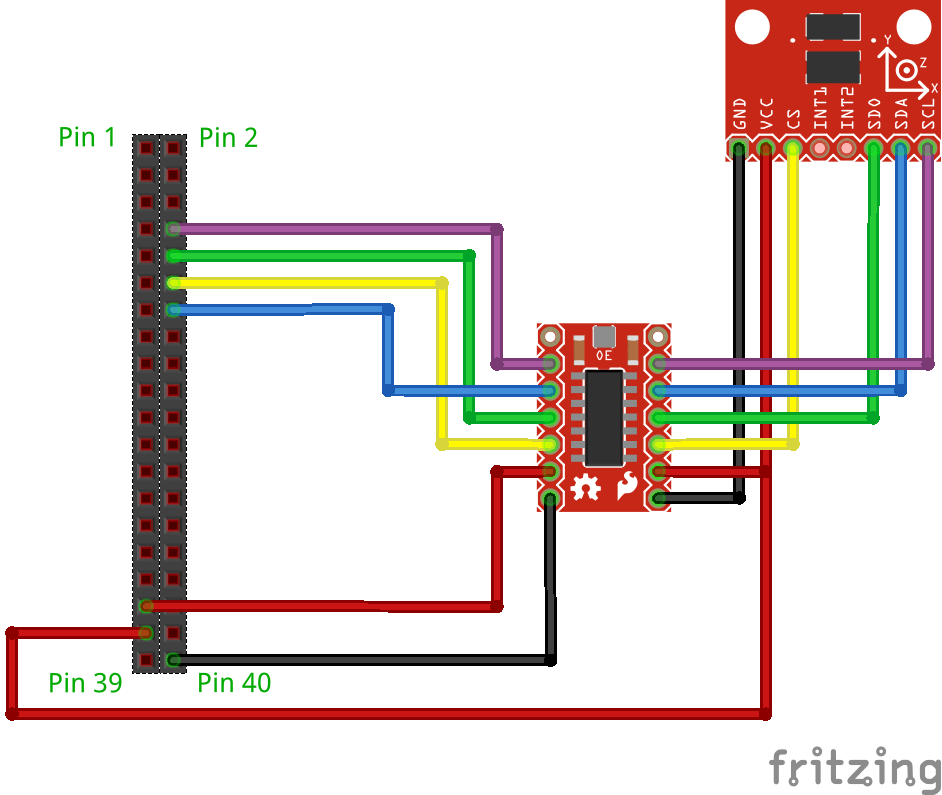 Y
Z
X
GND VCC CS INT1 INT2 SDO SDA SCL
Pin 1 Pin 2
OE
Pin 39 Pin 40
fritzing